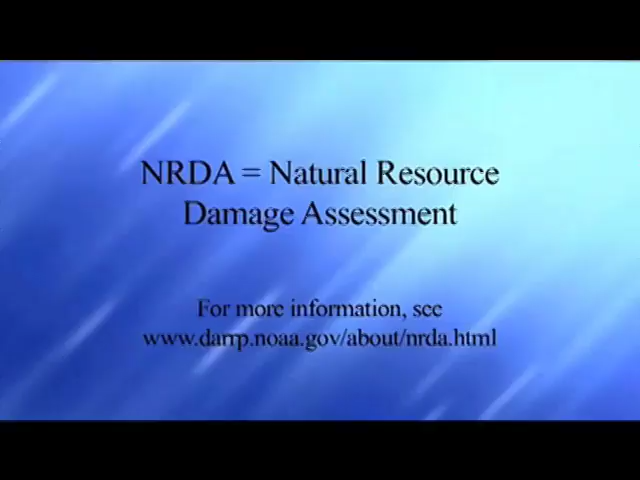 NRDA = Natural Resource
Damage Assessment
For more information, see
www.darrp.noaa.gov/about/nrda.html